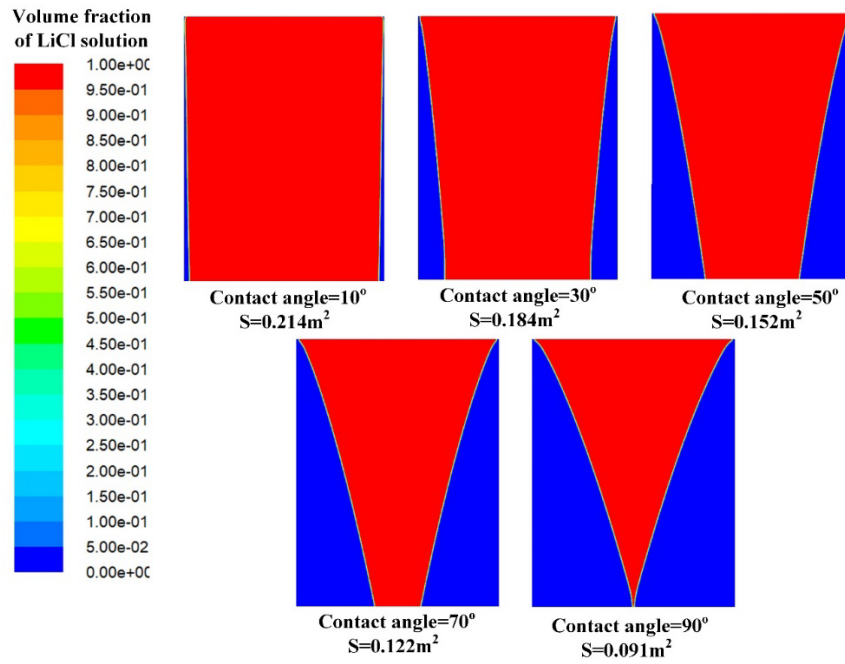 Volume fraction
of LiCl solution
1.00e+00
9.50e-01
9.00e-01
8.50e-01
8.00e-01
7.50e-01
7.00e-01
6.50e-01
6.00e-01
5.50e-01
5.00e-01
4.50e-01
4.00e-01
3.50e-01
3.00e-01
2.50e-01
2.00e-01
1.50e-01
1.00e-01
5.00e-02
0.00e+00
Contact angle=10°
S=0.214m²
Contact angle=30°
S=0.184m²
Contact angle=50°
S=0.152m²
Contact angle=70°
S=0.122m²
Contact angle=90°
S=0.091m²